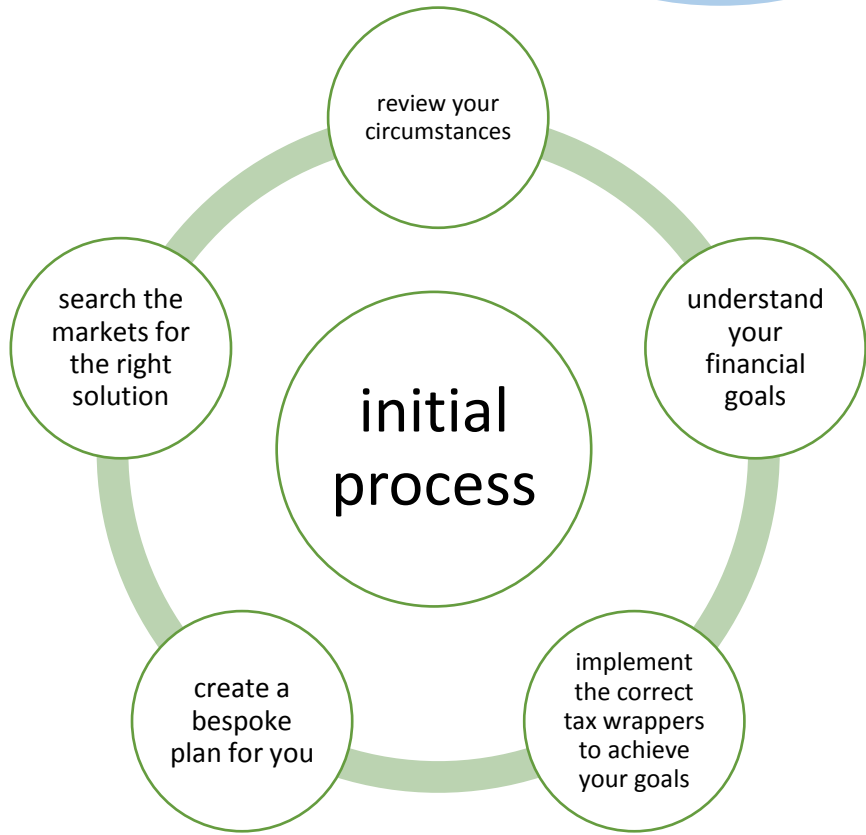 review your
circumstances
understand
your
financial
goals
implement
the correct
tax wrappers
to achieve
your goals
create a
bespoke
plan for you
search the
markets for
the right
solution
initial
process